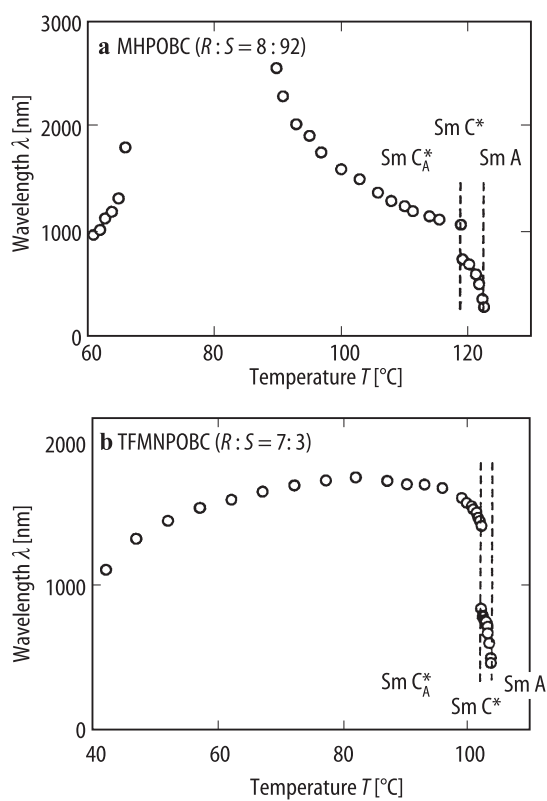 3000
a MHPOBC (R : S = 8 : 92)
Sm C*
2000
Sm C*A
Sm A
Wavelength λ [nm]
1000
0
60
80
100
120
Temperature T [°C]
b TFMNPOBC (R : S = 7 : 3)
2000
Wavelength λ [nm]
1000
Sm C*A
Sm A
Sm C*
0
40
60
80
100
Temperature T [°C]